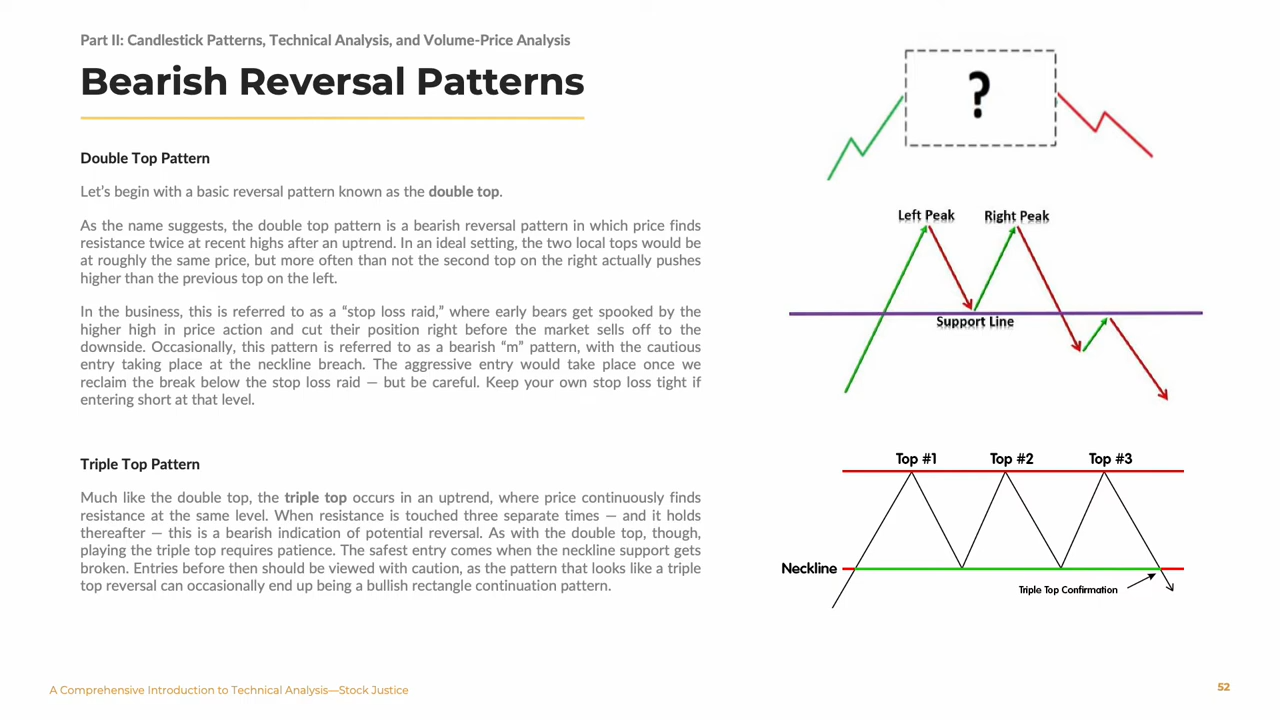 Part II: Candlestick Patterns, Technical Analysis, and Volume-Price Analysis
Bearish Reversal Patterns
Double Top Pattern
Let's begin with a basic reversal pattern known as the double top.
As the name suggests, the double top pattern is a bearish reversal pattern in which price finds
resistance twice at recent highs after an uptrend. In an ideal setting, the two local tops would be
at roughly the same price, but more often than not the second top on the right actually pushes
higher than the previous top on the left.
In the business, this is referred to as a “stop loss raid,” where early bears get spooked by the
higher high in price action and cut their position right before the market sells off to the
downside. Occasionally, this pattern is referred to as a bearish “m” pattern, with the cautious
entry taking place at the neckline breach. The aggressive entry would take place once we
reclaim the break below the stop loss raid — but be careful. Keep your own stop loss tight if
entering short at that level.
Triple Top Pattern
Much like the double top, the triple top occurs in an uptrend, where price continuously finds
resistance at the same level. When resistance is touched three separate times — and it holds
thereafter — this is a bearish indication of potential reversal. As with the double top, though,
playing the triple top requires patience. The safest entry comes when the neckline support gets
broken. Entries before then should be viewed with caution, as the pattern that looks like a triple
top reversal can occasionally end up being a bullish rectangle continuation pattern.
?
Left Peak Right Peak
Support Line
Top #1 Top #2 Top #3
Neckline
Triple Top Confirmation
A Comprehensive Introduction to Technical Analysis—Stock Justice
52